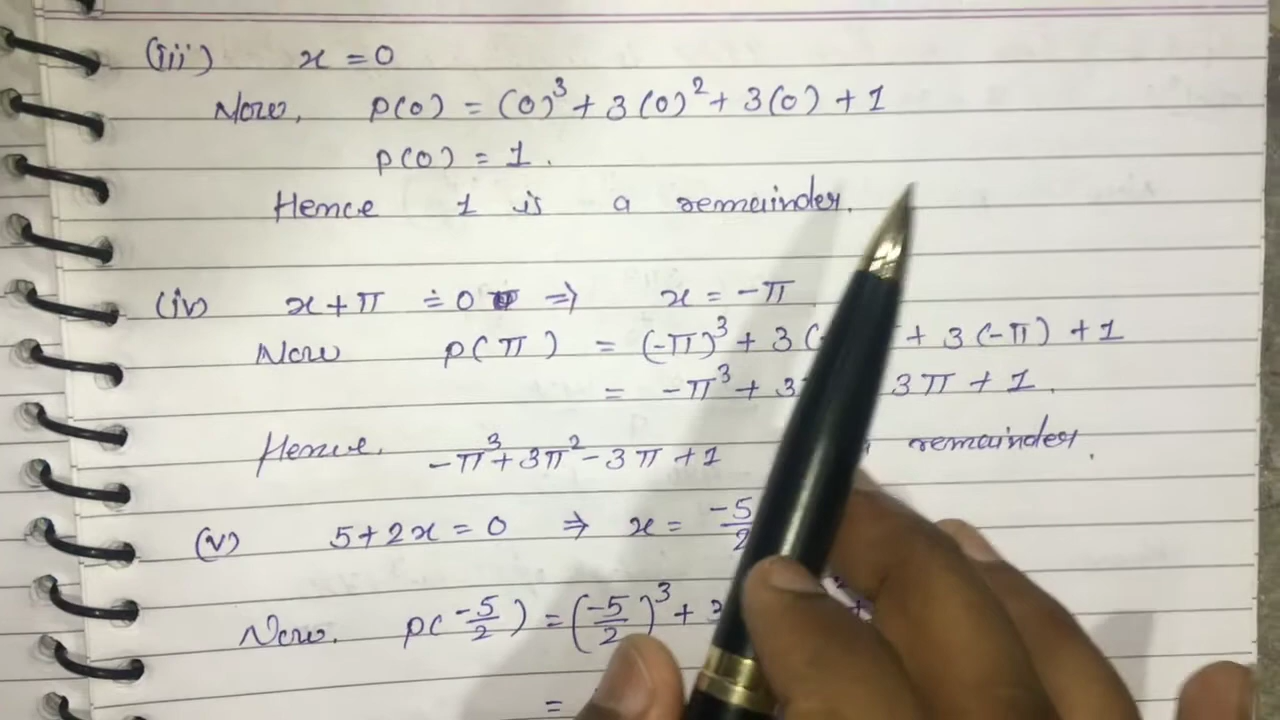 (iii) x = 0
Now, p(0) = (0)³ + 3(0)² + 3(0) + 1
p(0) = 1.
Hence 1 is a remainder.
(iv) x + π = 0 ⇒ x = -π
Now p(π) = (-π)³ + 3( + 3(-π) + 1
= -π³ + 3 3π + 1.
Hence, -π³ + 3π² - 3π + 1 remainder.
(v) 5 + 2x = 0 ⇒ x = -5/2
Now, p(-5/2) = (-5/2)³ + 3
=